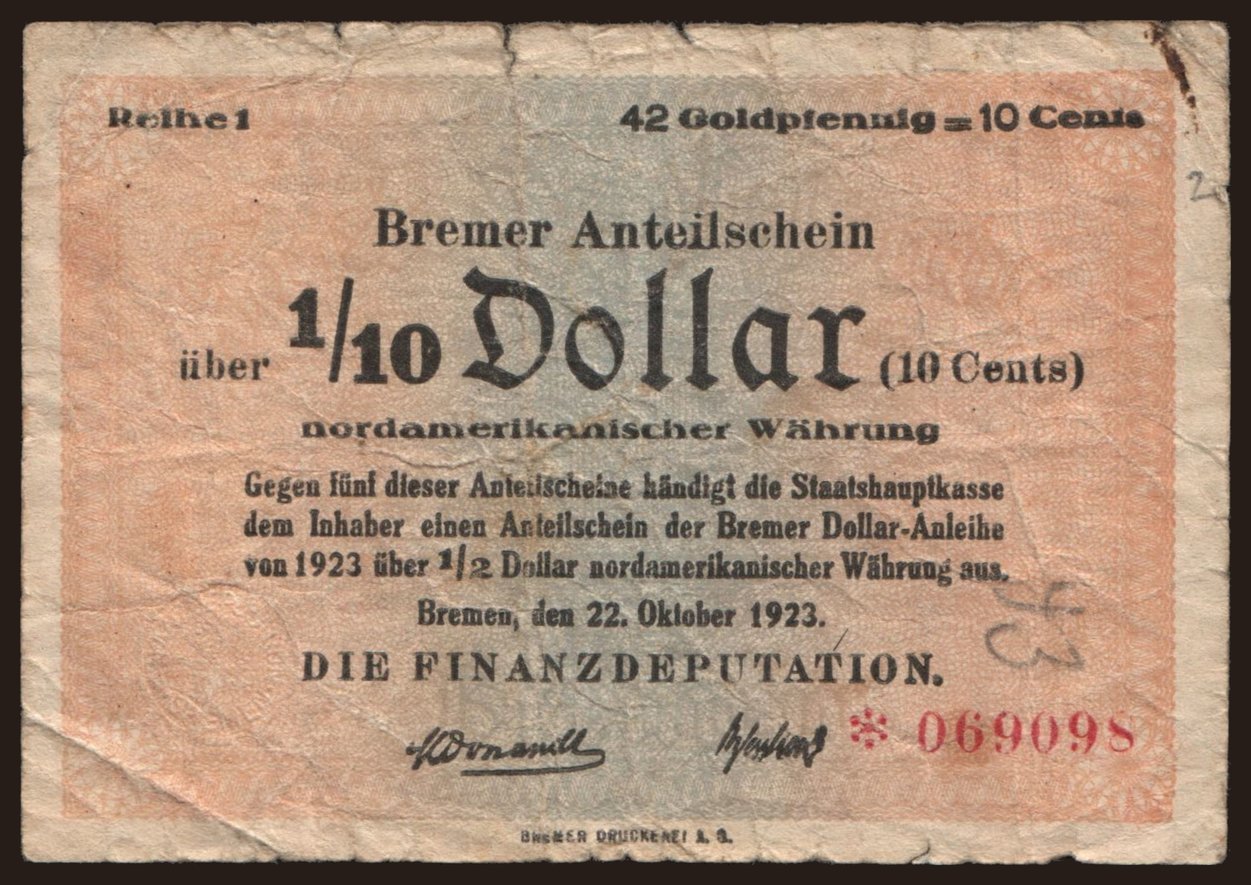 Reihe 1
42 Goldpfennig = 10 Cents
Bremer Anteilschein
über 1/10 Dollar (10 Cents)
nordamerikanischer Währung
Gegen fünf dieser Anteilscheine händigt die Staatshauptkasse
dem Inhaber einen Anteilschein der Bremer Dollar-Anleihe
von 1923 über 1/2 Dollar nordamerikanischer Währung aus.
Bremen, den 22. Oktober 1923.
DIE FINANZDEPUTATION.
* 069098
BREMER DRUCKEREI A. G.